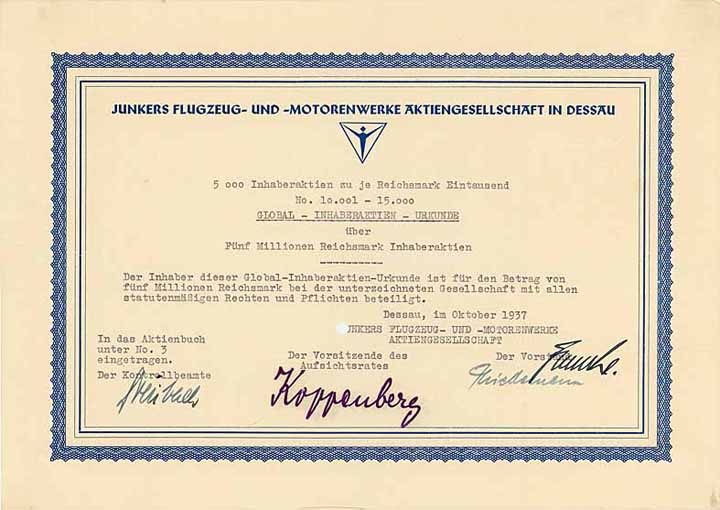 JUNKERS FLUGZEUG- UND -MOTORENWERKE AKTIENGESELLSCHAFT IN DESSAU
5 000 Inhaberaktien zu je Reichsmark Eintausend
No. 10.001 - 15.000
GLOBAL - INHABERAKTIEN - URKUNDE
über
Fünf Millionen Reichsmark Inhaberaktien
Der Inhaber dieser Global-Inhaberaktien-Urkunde ist für den Betrag von
fünf Millionen Reichsmark bei der unterzeichneten Gesellschaft mit allen
statutenmäßigen Rechten und Pflichten beteiligt.
Dessau, im Oktober 1937
UNKERS FLUGZEUG- UND -MOTORENWERKE
AKTIENGESELLSCHAFT
In das Aktienbuch
unter No. 3
eingetragen.
Der Kontrollbeamte
Der Vorsitzende des
Aufsichtsrates
Koppenberg
Der Vorstand